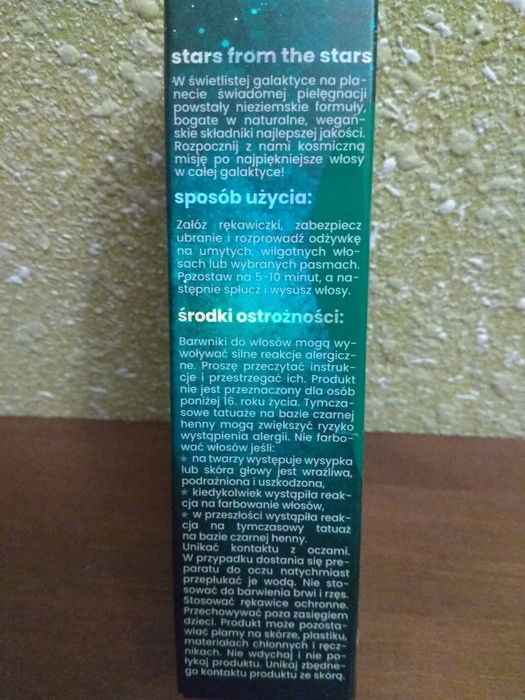 stars from the stars
W świetlistej galaktyce na pla-
necie świadomej pielęgnacji
powstały nieziemskie formuły,
bogate w naturalne, wegań-
skie składniki najlepszej jakości.
Rozpocznij z nami kosmiczną
misję po najpiękniejsze włosy
w całej galaktyce!
sposób użycia:
Załóż rękawiczki, zabezpiecz
ubranie i rozprowadź odżywkę
na umytych, wilgotnych wło-
sach lub wybranych pasmach.
Pozostaw na 5-10 minut, a na-
stępnie spłucz i wysusz włosy.
środki ostrożności:
Barwniki do włosów mogą wy-
woływać silne reakcje alergicz-
ne. Proszę przeczytać instruk-
cje i przestrzegać ich. Produkt
nie jest przeznaczony dla osób
poniżej 16. roku życia. Tymcza-
sowe tatuaże na bazie czarnej
henny mogą zwiększyć ryzyko
wystąpienia alergii. Nie farbo-
wać włosów jeśli:
★ na twarzy występuje wysypka
lub skóra głowy jest wrażliwa,
podrażniona i uszkodzona,
★ kiedykolwiek wystąpiła reak-
cja na farbowanie włosów,
★ w przeszłości wystąpiła reak-
cja na tymczasowy tatuaż
na bazie czarnej henny.
Unikać kontaktu z oczami.
W przypadku dostania się pre-
paratu do oczu natychmiast
przepłukać je wodą. Nie sto-
sować do barwienia brwi i rzęs.
Stosować rękawice ochronne.
Przechowywać poza zasięgiem
dzieci. Produkt może pozosta-
wiać plamy na skórze, plastiku,
materiałach chłonnych i ręcz-
nikach. Nie wdychaj i nie po-
łykaj produktu. Unikaj zbędne-
go kontaktu produktu ze skórą.